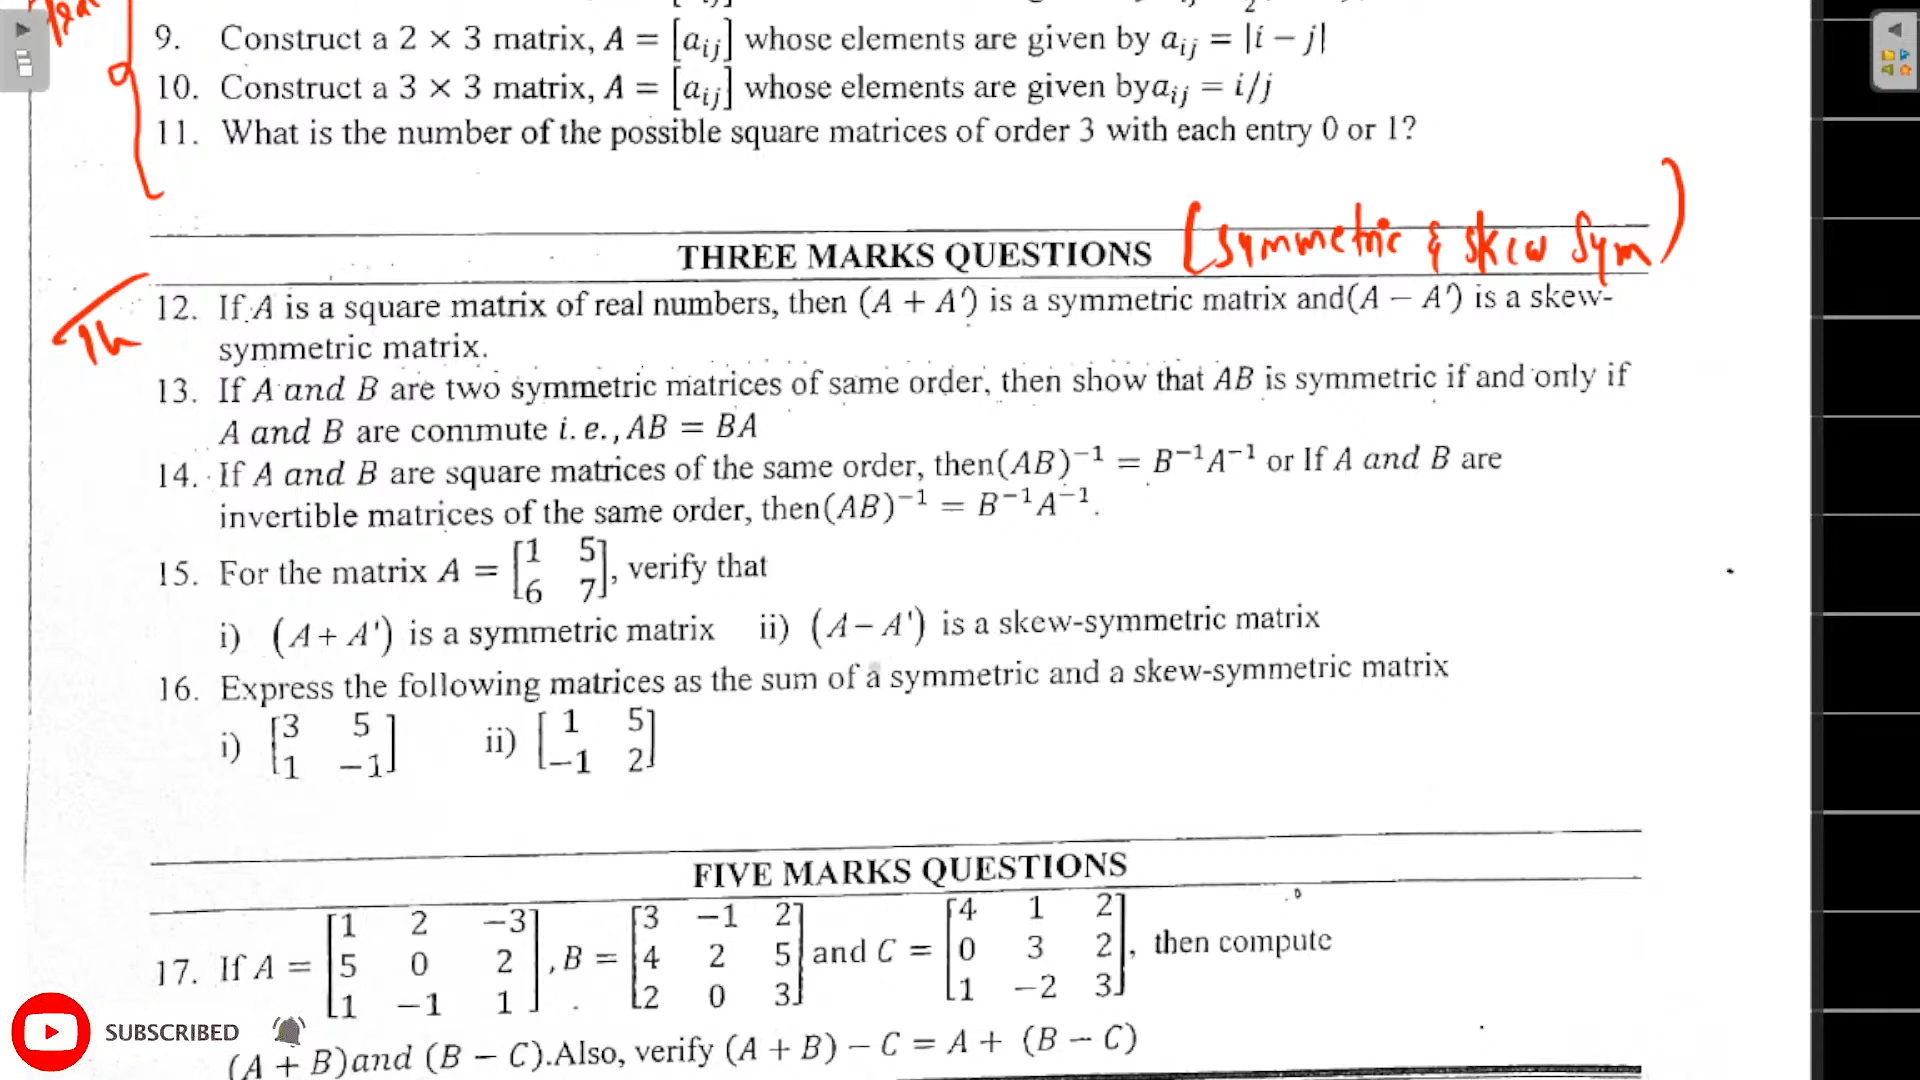 9. Construct a 2 × 3 matrix, A = [aij] whose elements are given by aij = |i − j|
10. Construct a 3 × 3 matrix, A = [aij] whose elements are given byaij = i/j
11. What is the number of the possible square matrices of order 3 with each entry 0 or 1?
THREE MARKS QUESTIONS (Symmetric & skew Sym)
Th
12. If A is a square matrix of real numbers, then (A + A′) is a symmetric matrix and(A − A′) is a skew-
symmetric matrix.
13. If A and B are two symmetric matrices of same order, then show that AB is symmetric if and only if
A and B are commute i. e., AB = BA
14. If A and B are square matrices of the same order, then(AB)⁻¹ = B⁻¹A⁻¹ or If A and B are
invertible matrices of the same order, then(AB)⁻¹ = B⁻¹A⁻¹.
15. For the matrix A = [1 5
6 7], verify that
i) (A+ A') is a symmetric matrix ii) (A− A') is a skew-symmetric matrix
16. Express the following matrices as the sum of a symmetric and a skew-symmetric matrix
i) [3 5 ii) [1 5
1 −1] −1 2]
FIVE MARKS QUESTIONS
[1 2 −3] [3 −1 2] [4 1 2]
17. If A = [5 0 2], B = [4 2 5] and C = [0 3 2], then compute
[1 −1 1] [2 0 3] [1 −2 3]
SUBSCRIBED
(A + B)and (B − C).Also, verify (A + B) − C = A + (B − C)